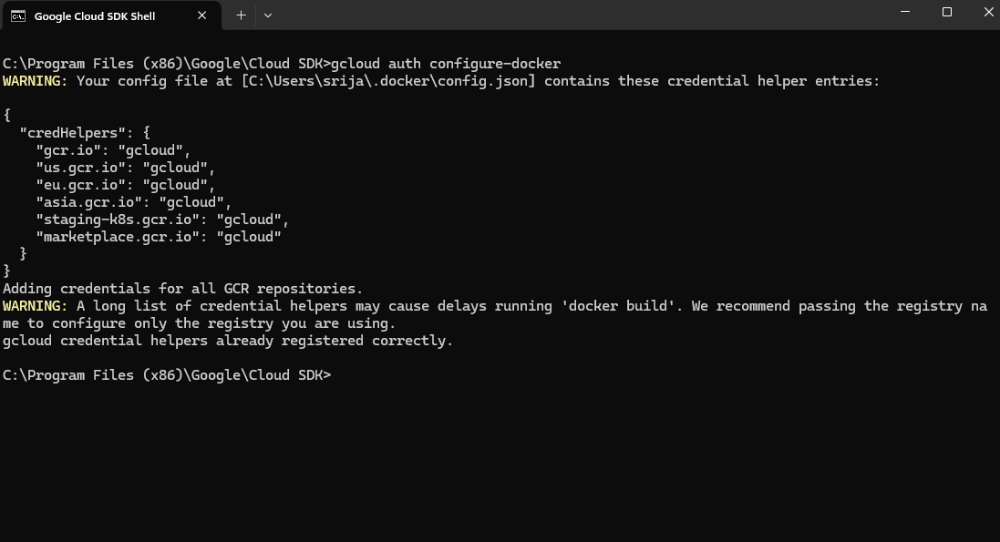 Google Cloud SDK Shell
C:\Program Files (x86)\Google\Cloud SDK>gcloud auth configure-docker
WARNING: Your config file at [C:\Users\srija\.docker\config.json] contains these credential helper entries:
{
  "credHelpers": {
    "gcr.io": "gcloud",
    "us.gcr.io": "gcloud",
    "eu.gcr.io": "gcloud",
    "asia.gcr.io": "gcloud",
    "staging-k8s.gcr.io": "gcloud",
    "marketplace.gcr.io": "gcloud"
  }
}
Adding credentials for all GCR repositories.
WARNING: A long list of credential helpers may cause delays running 'docker build'. We recommend passing the registry na
me to configure only the registry you are using.
gcloud credential helpers already registered correctly.
C:\Program Files (x86)\Google\Cloud SDK>